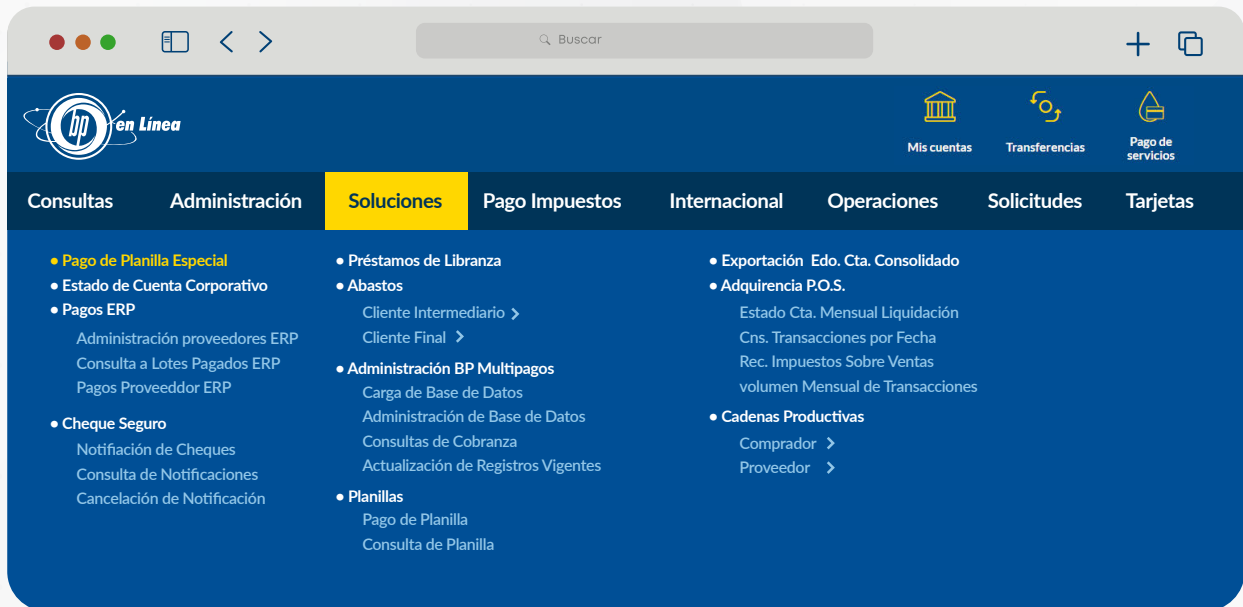 Buscar
bp en Línea
Mis cuentas
Transferencias
Pago de
servicios
Consultas
Administración
Soluciones
Pago Impuestos
Internacional
Operaciones
Solicitudes
Tarjetas
• Pago de Planilla Especial
• Estado de Cuenta Corporativo
• Pagos ERP
Administración proveedores ERP
Consulta a Lotes Pagados ERP
Pagos Proveeddor ERP
• Cheque Seguro
Notifiación de Cheques
Consulta de Notificaciones
Cancelación de Notificación
• Préstamos de Libranza
• Abastos
Cliente Intermediario >
Cliente Final >
• Administración BP Multipagos
Carga de Base de Datos
Administración de Base de Datos
Consultas de Cobranza
Actualización de Registros Vigentes
• Planillas
Pago de Planilla
Consulta de Planilla
• Exportación Edo. Cta. Consolidado
• Adquirencia P.O.S.
Estado Cta. Mensual Liquidación
Cns. Transacciones por Fecha
Rec. Impuestos Sobre Ventas
volumen Mensual de Transacciones
• Cadenas Productivas
Comprador >
Proveedor >